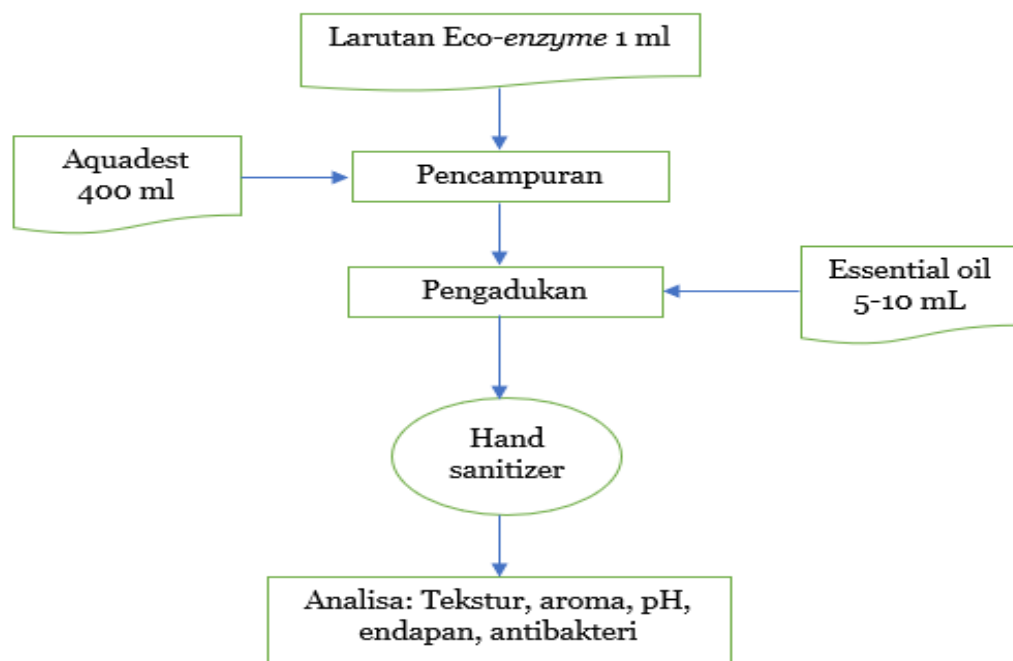 Larutan Eco-enzyme 1 ml
Aquadest
400 ml
Pencampuran
Pengadukan
Essential oil
5-10 mL
Hand
sanitizer
Analisa: Tekstur, aroma, pH,
endapan, antibakteri